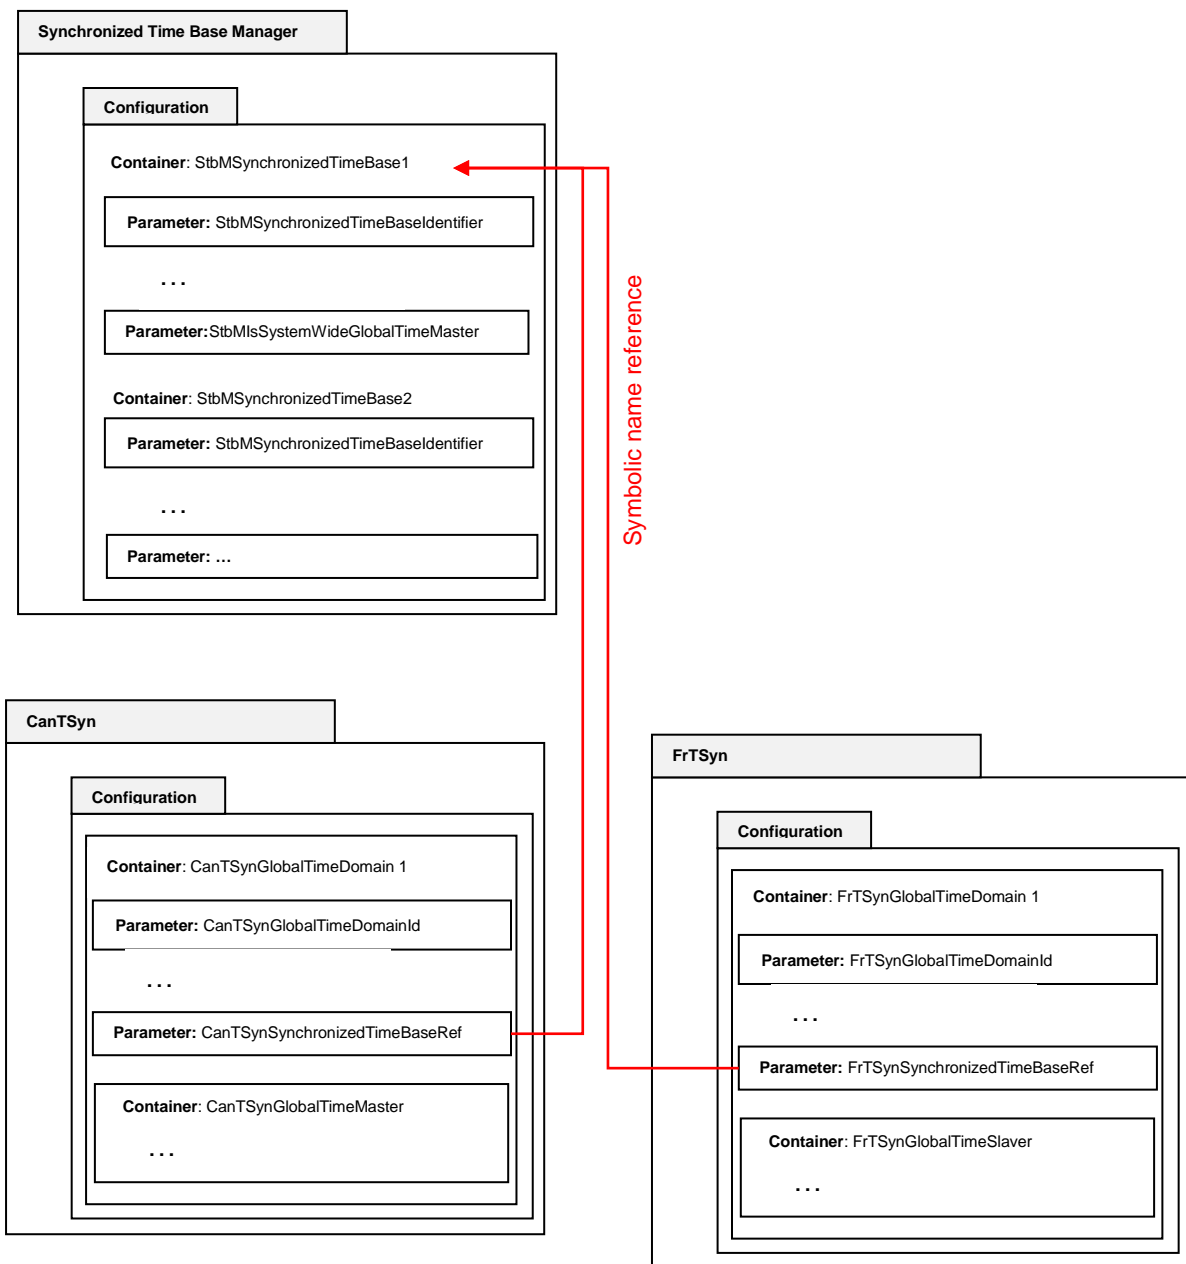 Synchronized Time Base Manager
Configuration
Container: StbMSynchronizedTimeBase1
Parameter: StbMSynchronizedTimeBaseIdentifier
...
Parameter:StbMIsSystemWideGlobalTimeMaster
Container: StbMSynchronizedTimeBase2
Parameter: StbMSynchronizedTimeBaseIdentifier
...
Parameter: ...
Symbolic name reference
CanTSyn
Configuration
Container: CanTSynGlobalTimeDomain 1
Parameter: CanTSynGlobalTimeDomainId
...
Parameter: CanTSynSynchronizedTimeBaseRef
Container: CanTSynGlobalTimeMaster
...
FrTSyn
Configuration
Container: FrTSynGlobalTimeDomain 1
Parameter: FrTSynGlobalTimeDomainId
...
Parameter: FrTSynSynchronizedTimeBaseRef
Container: FrTSynGlobalTimeSlaver
...